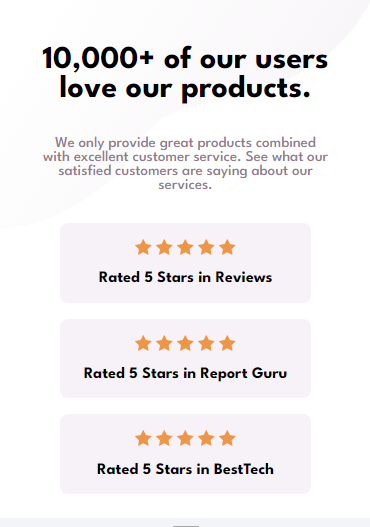 10,000+ of our users
love our products.
We only provide great products combined
with excellent customer service. See what our
satisfied customers are saying about our
services.
Rated 5 Stars in Reviews
Rated 5 Stars in Report Guru
Rated 5 Stars in BestTech